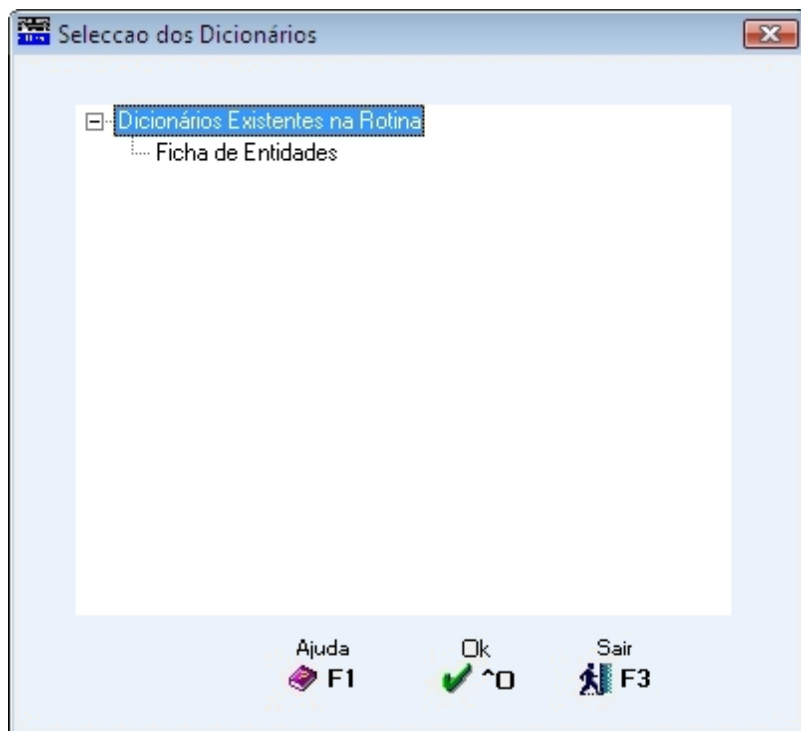 Seleccao dos Dicionários
Dicionários Existentes na Rotina
Ficha de Entidades
Ajuda Ok Sair
F1 ^O F3